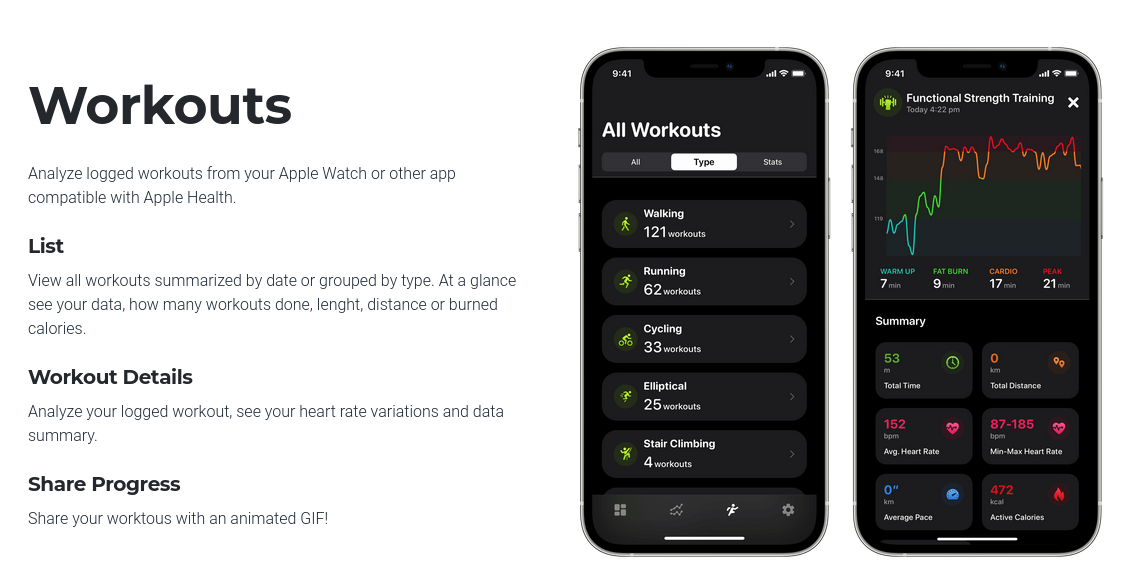 Workouts
Analyze logged workouts from your Apple Watch or other app
compatible with Apple Health.
List
View all workouts summarized by date or grouped by type. At a glance
see your data, how many workouts done, lenght, distance or burned
calories.
Workout Details
Analyze your logged workout, see your heart rate variations and data
summary.
Share Progress
Share your worktous with an animated GIF!
9:41
All Workouts
All Type Stats
Walking
121 workouts
Running
62 workouts
Cycling
33 workouts
Elliptical
25 workouts
Stair Climbing
4 workouts
9:41
Functional Strength Training
Today 4:22 pm
168
148
119
WARM UP FAT BURN CARDIO PEAK
7 min 9 min 17 min 21 min
Summary
53 0
m km
Total Time Total Distance
152 87-185
bpm bpm
Avg. Heart Rate Min-Max Heart Rate
0" 472
km kcal
Average Pace Active Calories